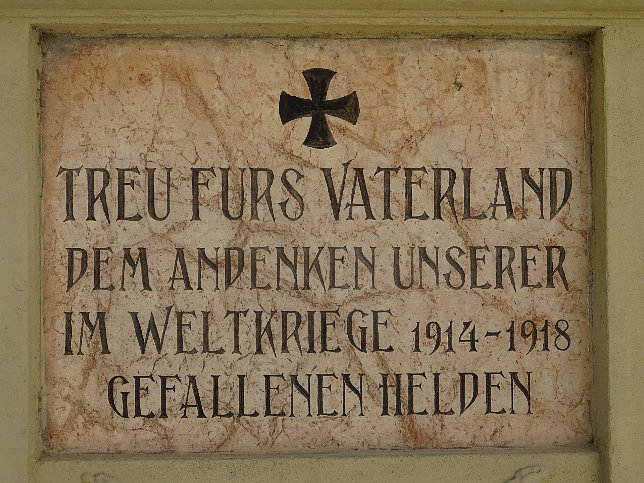 TREU FURS VATERLAND
DEM ANDENKEN UNSERER
IM WELTKRIEGE 1914-1918
GEFALLENEN HELDEN